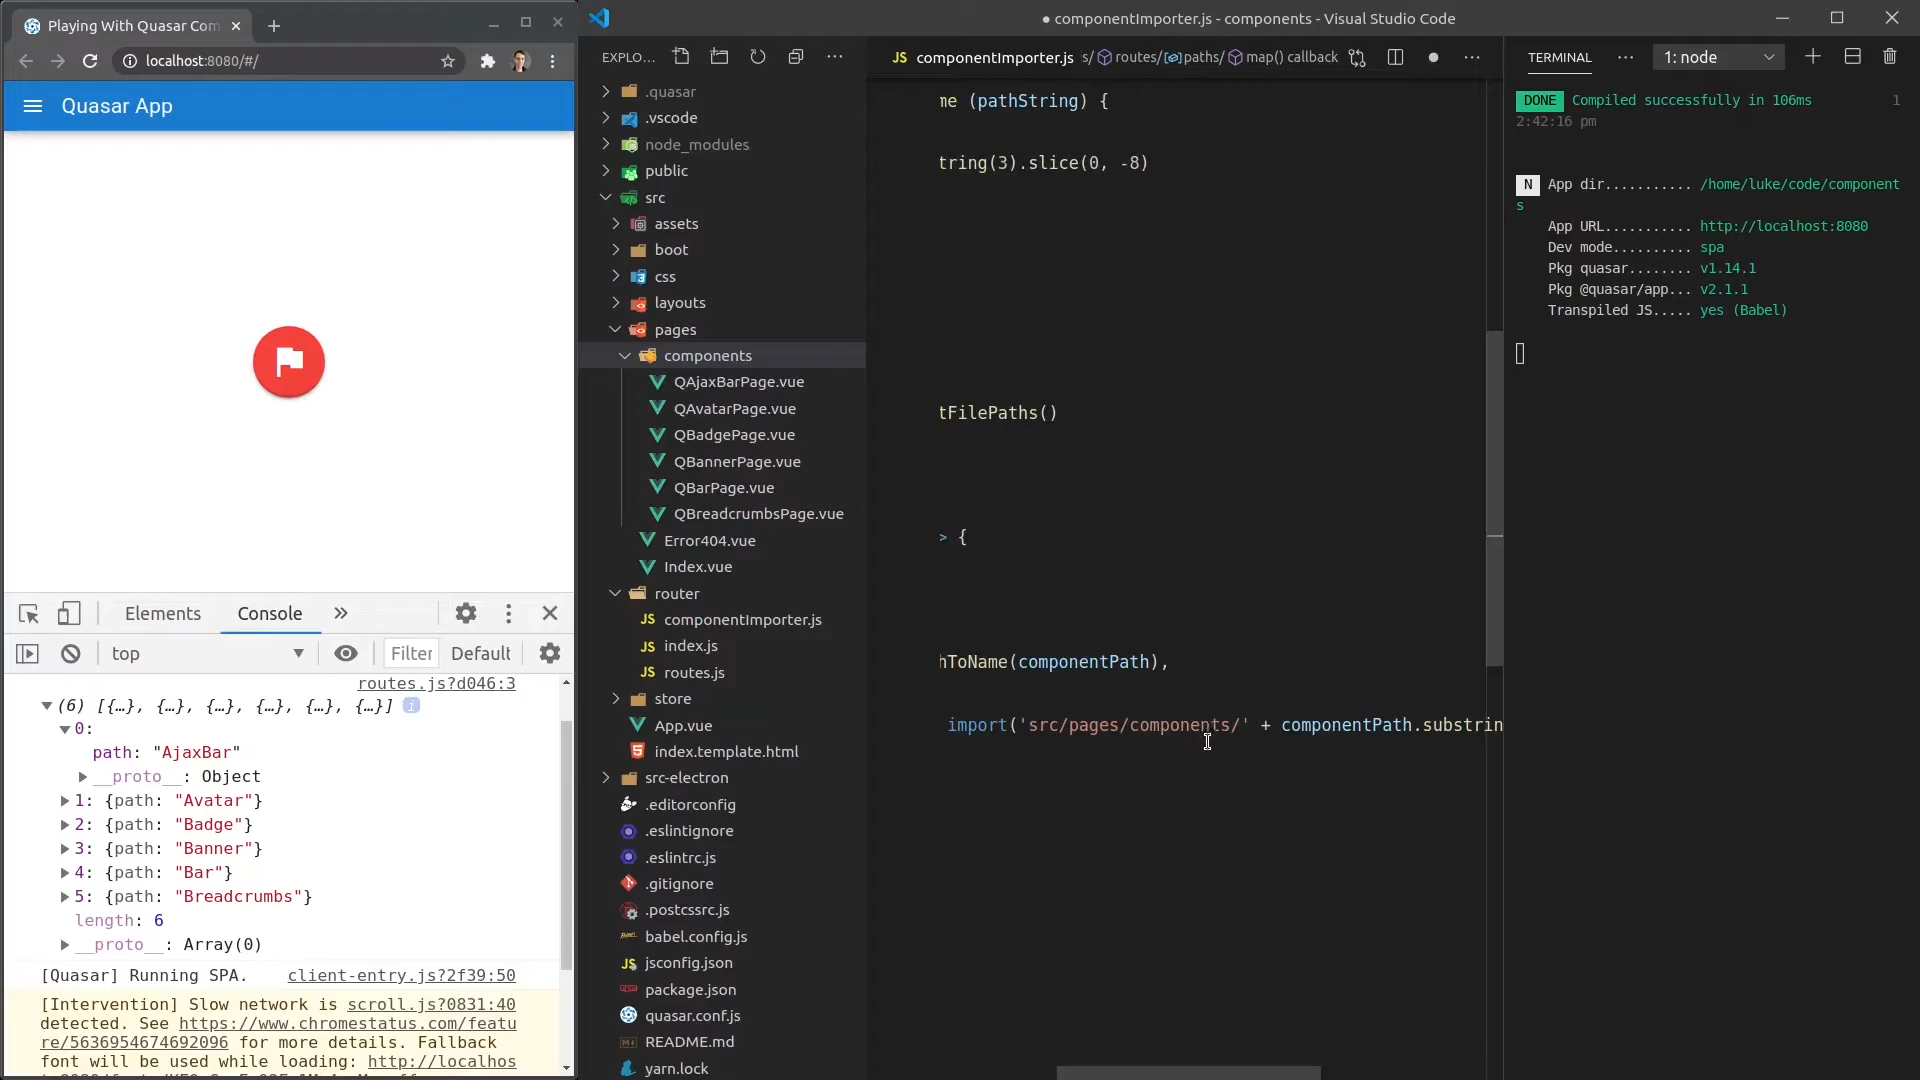 Playing With Quasar Com
localhost:8080/#/
Quasar App
Elements
Console
top
Filter
Default
routes.js?d046:3
(6) [{…}, {…}, {…}, {…}, {…}, {…}] i
0:
path: "AjaxBar"
__proto__: Object
1: {path: "Avatar"}
2: {path: "Badge"}
3: {path: "Banner"}
4: {path: "Bar"}
5: {path: "Breadcrumbs"}
length: 6
__proto__: Array(0)
[Quasar] Running SPA. client-entry.js?2f39:50
[Intervention] Slow network is scroll.js?0831:40
detected. See https://www.chromestatus.com/featu
re/5636954674692096 for more details. Fallback
font will be used while loading: http://localhos
● componentImporter.js - components - Visual Studio Code
EXPLO...
.quasar
.vscode
node_modules
public
src
assets
boot
css
layouts
pages
components
QAjaxBarPage.vue
QAvatarPage.vue
QBadgePage.vue
QBannerPage.vue
QBarPage.vue
QBreadcrumbsPage.vue
Error404.vue
Index.vue
router
componentImporter.js
index.js
routes.js
store
App.vue
index.template.html
src-electron
.editorconfig
.eslintignore
.eslintrc.js
.gitignore
.postcssrc.js
babel.config.js
jsconfig.json
package.json
quasar.conf.js
README.md
yarn.lock
JS componentImporter.js s/ routes/ paths/ map() callback
me (pathString) {
tring(3).slice(0, -8)
tFilePaths()
> {
hToName(componentPath),
import('src/pages/components/' + componentPath.substrin
TERMINAL
1: node
DONE Compiled successfully in 106ms 1
2:42:16 pm
N App dir........... /home/luke/code/component
s
App URL........... http://localhost:8080
Dev mode.......... spa
Pkg quasar........ v1.14.1
Pkg @quasar/app... v2.1.1
Transpiled JS..... yes (Babel)